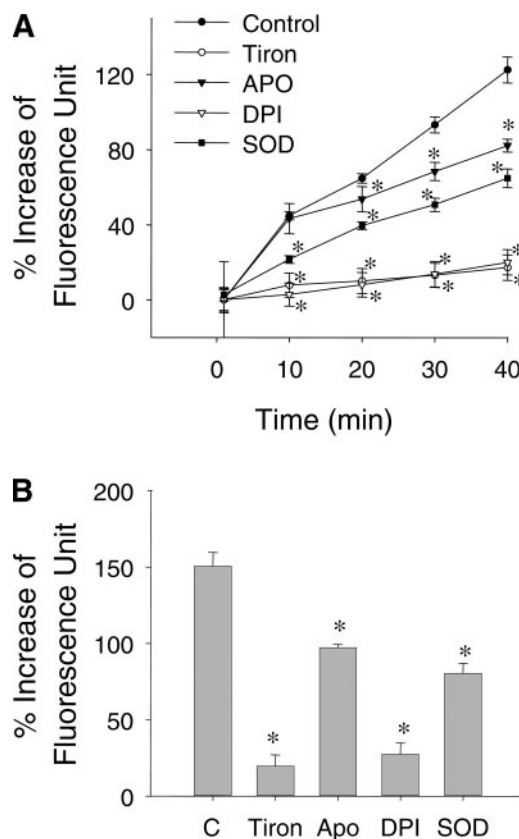 A
Control
Tiron
APO
DPI
SOD
% Increase of
Fluorescence Unit
120
80
40
0
* * *
* * * *
* * * *
* * * *
0 10 20 30 40
Time (min)
B
% Increase of
Fluorescence Unit
200
150
100
50
0
* * * *
C Tiron Apo DPI SOD